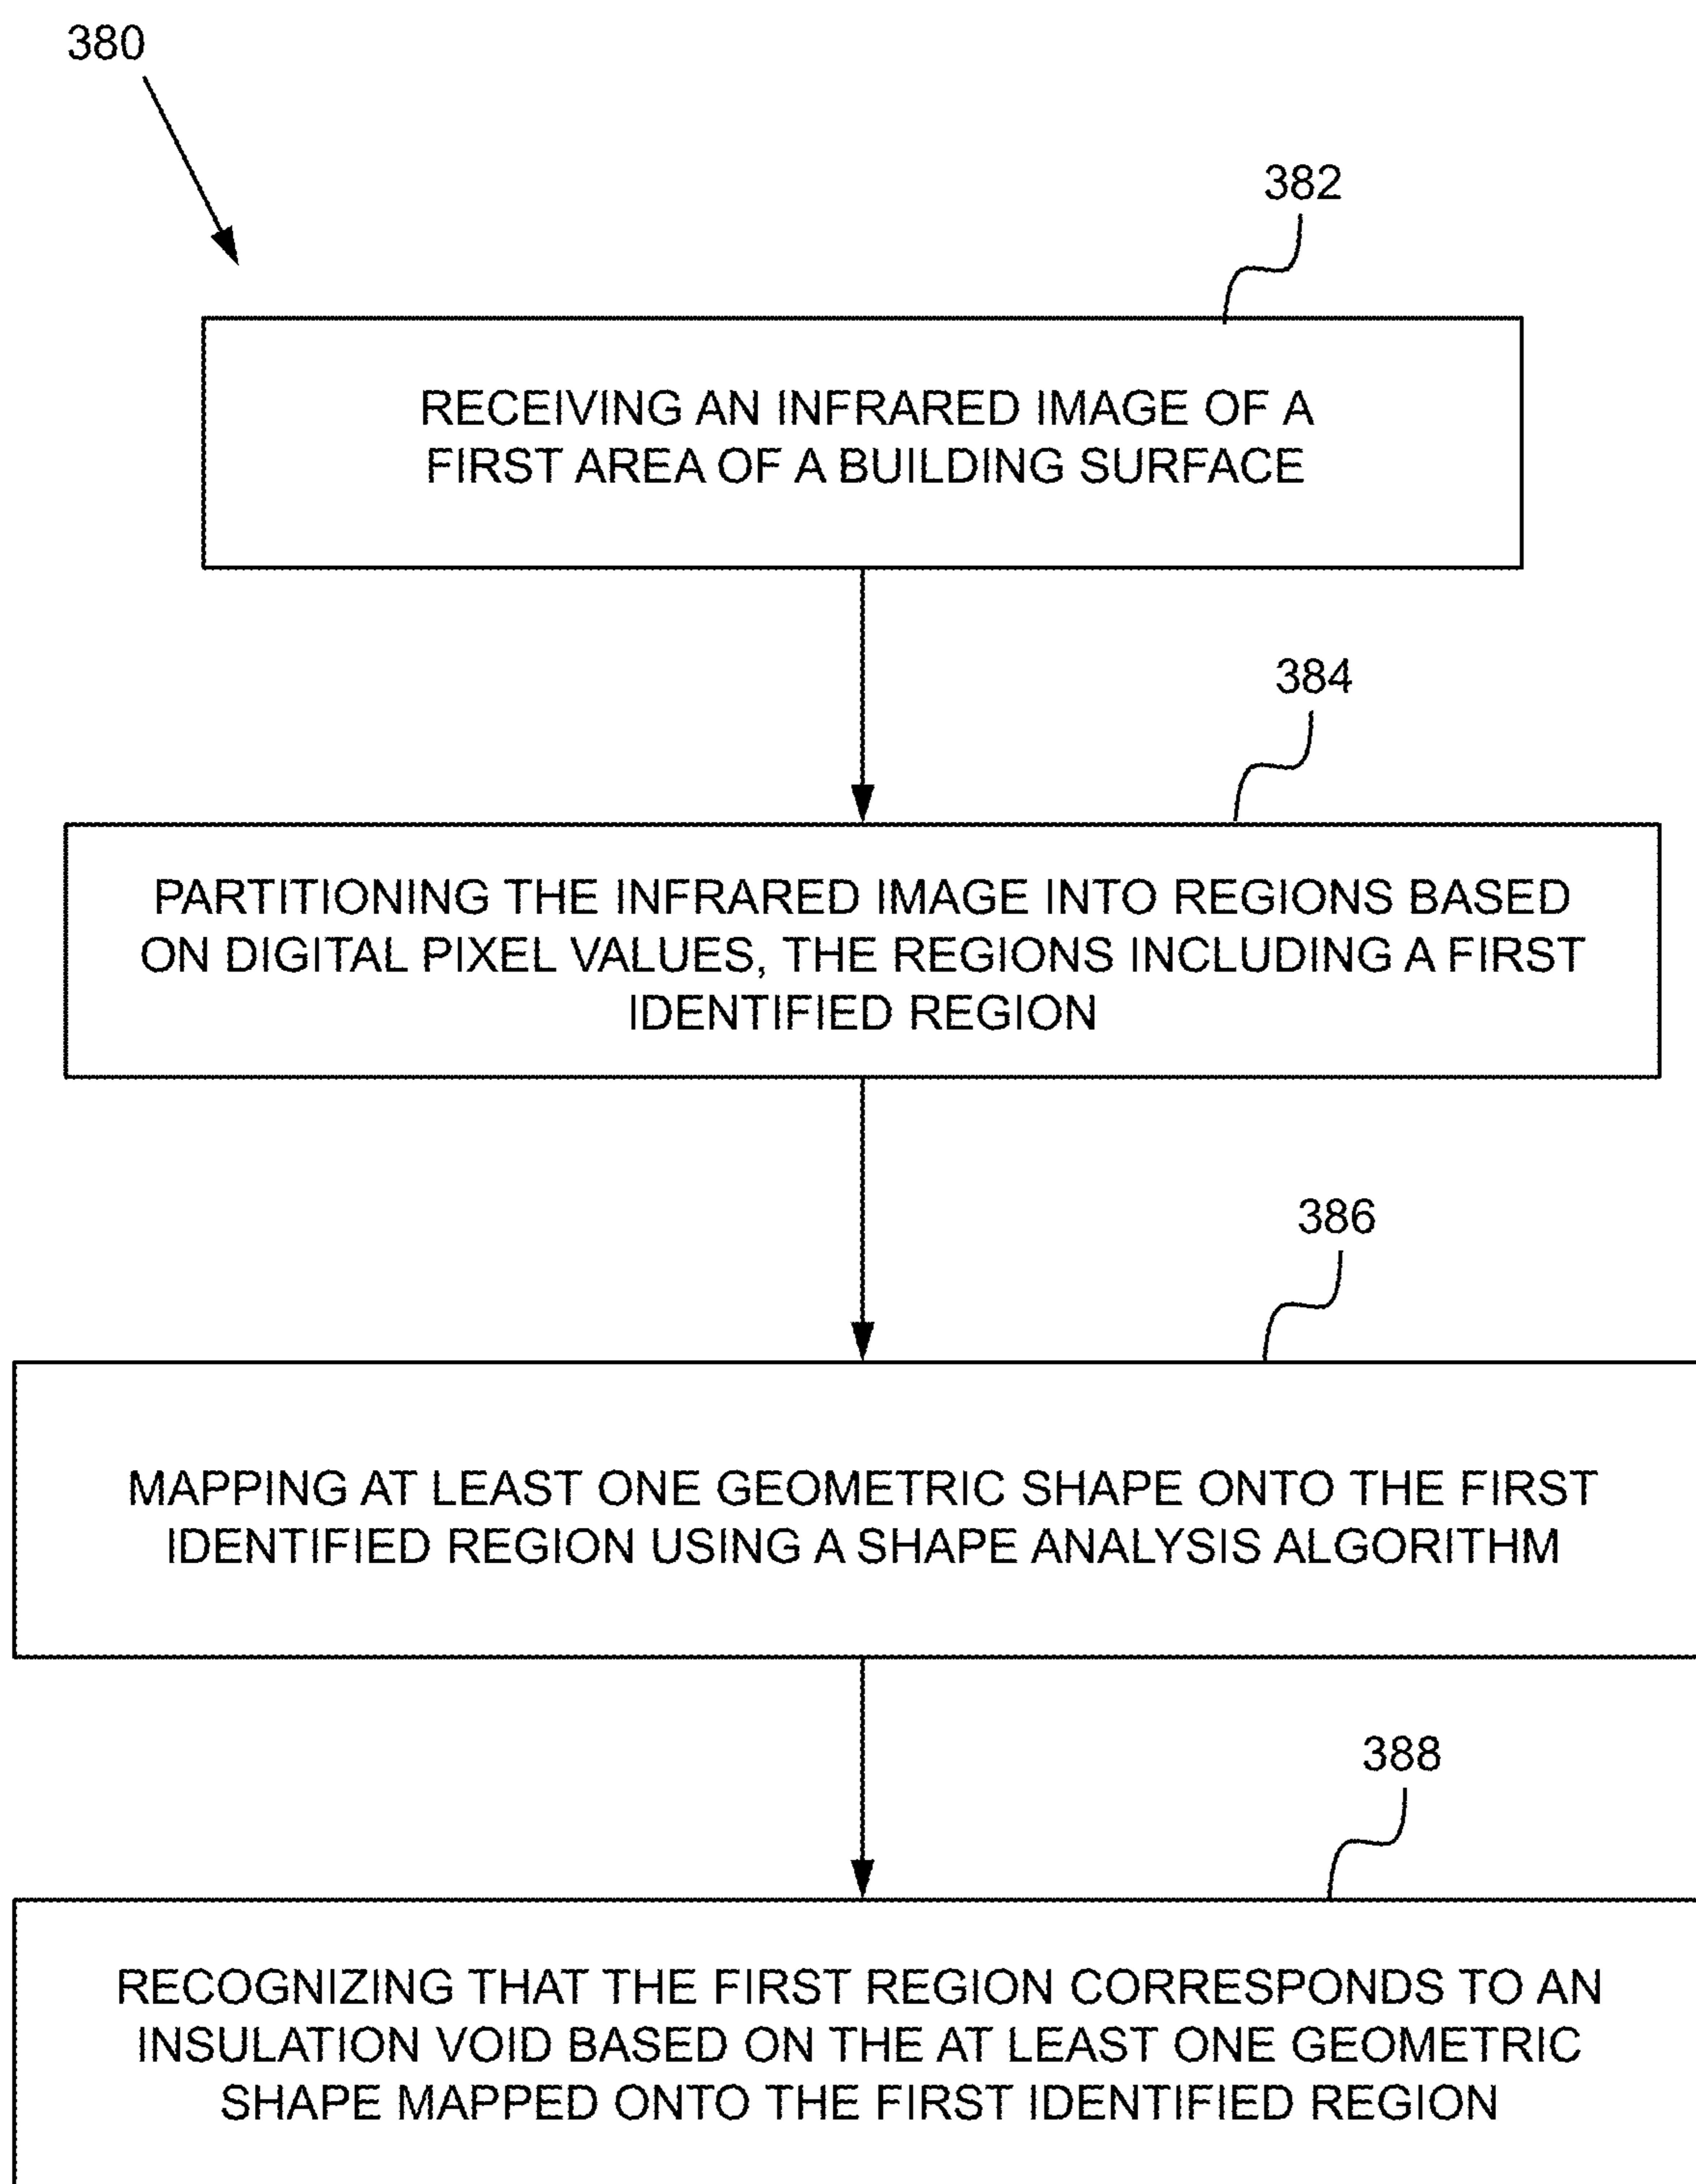 380
382
RECEIVING AN INFRARED IMAGE OF A
FIRST AREA OF A BUILDING SURFACE
384
PARTITIONING THE INFRARED IMAGE INTO REGIONS BASED
ON DIGITAL PIXEL VALUES, THE REGIONS INCLUDING A FIRST
IDENTIFIED REGION
386
MAPPING AT LEAST ONE GEOMETRIC SHAPE ONTO THE FIRST
IDENTIFIED REGION USING A SHAPE ANALYSIS ALGORITHM
388
RECOGNIZING THAT THE FIRST REGION CORRESPONDS TO AN
INSULATION VOID BASED ON THE AT LEAST ONE GEOMETRIC
SHAPE MAPPED ONTO THE FIRST IDENTIFIED REGION